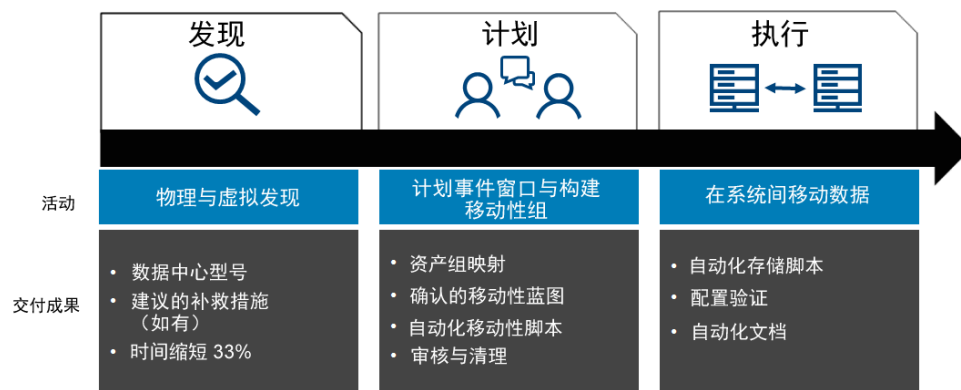 发现
计划
执行
活动
物理与虚拟发现
计划事件窗口与构建
移动性组
在系统间移动数据
交付成果
• 数据中心型号
• 建议的补救措施
（如有）
• 时间缩短 33%
• 资产组映射
• 确认的移动性蓝图
• 自动化移动性脚本
• 审核与清理
• 自动化存储脚本
• 配置验证
• 自动化文档